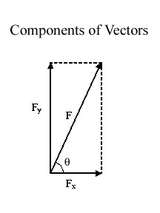 Components of Vectors
Fy
F
θ
Fx